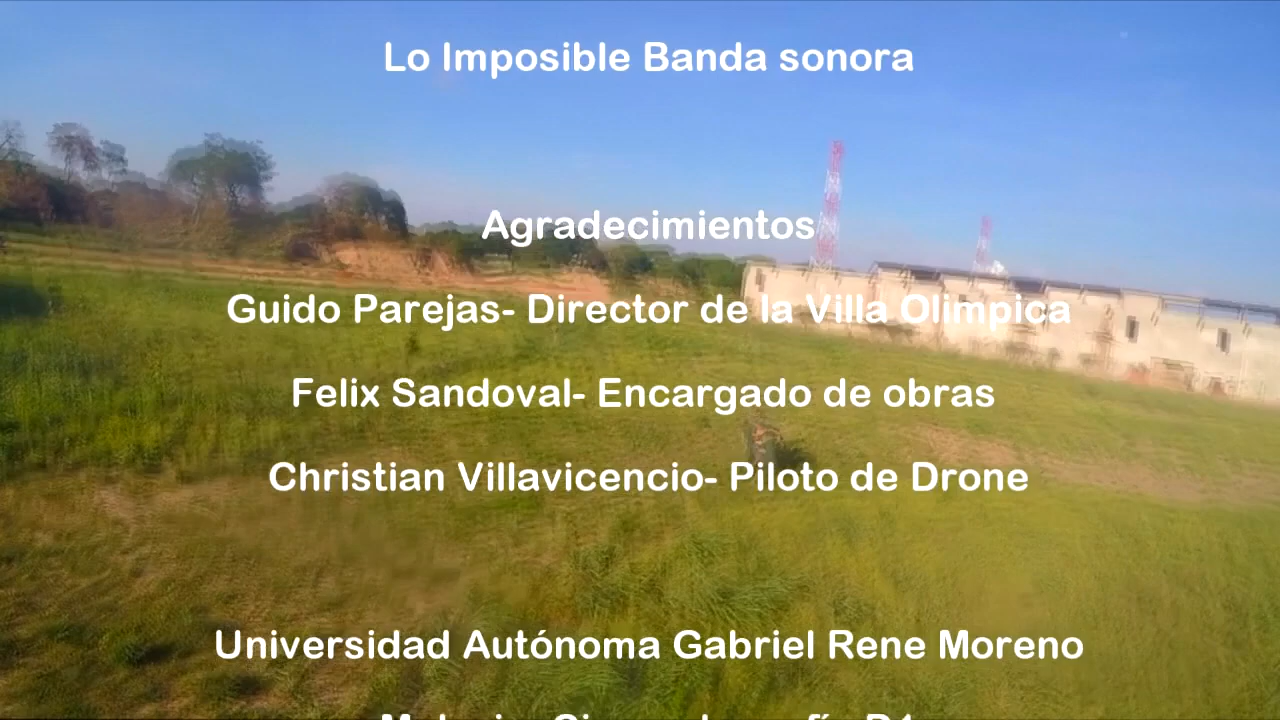 Lo Imposible Banda sonora
Agradecimientos
Guido Parejas- Director de la Villa Olimpica
Felix Sandoval- Encargado de obras
Christian Villavicencio- Piloto de Drone
Universidad Autónoma Gabriel Rene Moreno